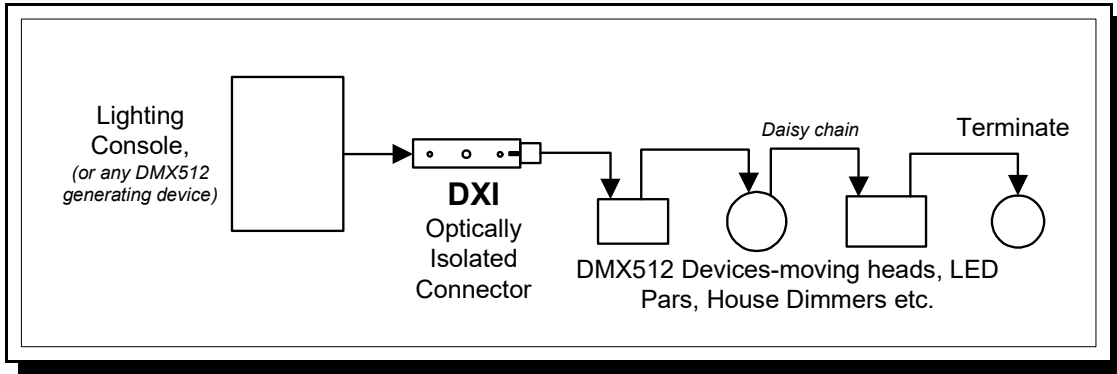 Lighting
Console,
(or any DMX512
generating device)
DXI
Optically
Isolated
Connector
Daisy chain
Terminate
DMX512 Devices-moving heads, LED
Pars, House Dimmers etc.